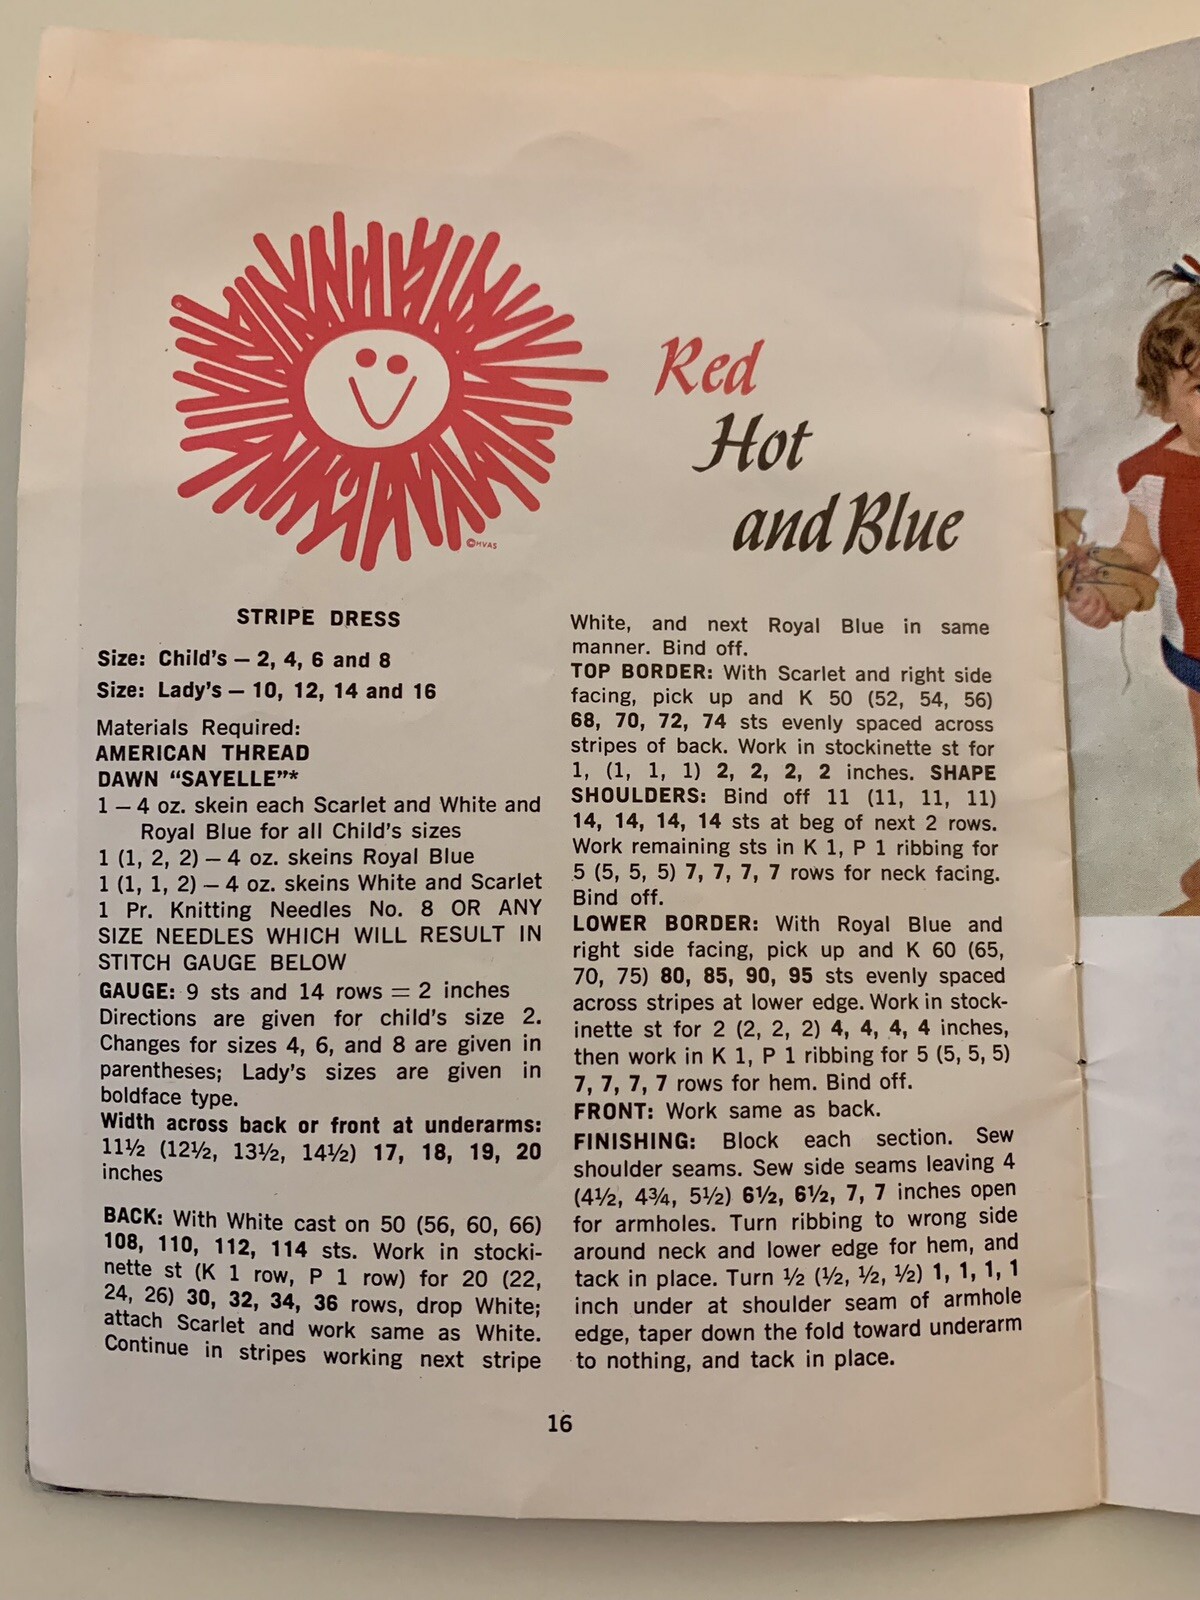 Red
Hot
and Blue
©HVAS
STRIPE DRESS
Size: Child's — 2, 4, 6 and 8
Size: Lady's — 10, 12, 14 and 16
Materials Required:
AMERICAN THREAD
DAWN “SAYELLE”*
1 — 4 oz. skein each Scarlet and White and
Royal Blue for all Child's sizes
1 (1, 2, 2) — 4 oz. skeins Royal Blue
1 (1, 1, 2) — 4 oz. skeins White and Scarlet
1 Pr. Knitting Needles No. 8 OR ANY
SIZE NEEDLES WHICH WILL RESULT IN
STITCH GAUGE BELOW
GAUGE: 9 sts and 14 rows = 2 inches
Directions are given for child's size 2.
Changes for sizes 4, 6, and 8 are given in
parentheses; Lady's sizes are given in
boldface type.
Width across back or front at underarms:
11½ (12½, 13½, 14½) 17, 18, 19, 20
inches
BACK: With White cast on 50 (56, 60, 66)
108, 110, 112, 114 sts. Work in stocki-
nette st (K 1 row, P 1 row) for 20 (22,
24, 26) 30, 32, 34, 36 rows, drop White;
attach Scarlet and work same as White.
Continue in stripes working next stripe
White, and next Royal Blue in same
manner. Bind off.
TOP BORDER: With Scarlet and right side
facing, pick up and K 50 (52, 54, 56)
68, 70, 72, 74 sts evenly spaced across
stripes of back. Work in stockinette st for
1, (1, 1, 1) 2, 2, 2, 2 inches. SHAPE
SHOULDERS: Bind off 11 (11, 11, 11)
14, 14, 14, 14 sts at beg of next 2 rows.
Work remaining sts in K 1, P 1 ribbing for
5 (5, 5, 5) 7, 7, 7, 7 rows for neck facing.
Bind off.
LOWER BORDER: With Royal Blue and
right side facing, pick up and K 60 (65,
70, 75) 80, 85, 90, 95 sts evenly spaced
across stripes at lower edge. Work in stock-
inette st for 2 (2, 2, 2) 4, 4, 4, 4 inches,
then work in K 1, P 1 ribbing for 5 (5, 5, 5)
7, 7, 7, 7 rows for hem. Bind off.
FRONT: Work same as back.
FINISHING: Block each section. Sew
shoulder seams. Sew side seams leaving 4
(4½, 4¾, 5½) 6½, 6½, 7, 7 inches open
for armholes. Turn ribbing to wrong side
around neck and lower edge for hem, and
tack in place. Turn ½ (½, ½, ½) 1, 1, 1, 1
inch under at shoulder seam of armhole
edge, taper down the fold toward underarm
to nothing, and tack in place.
16